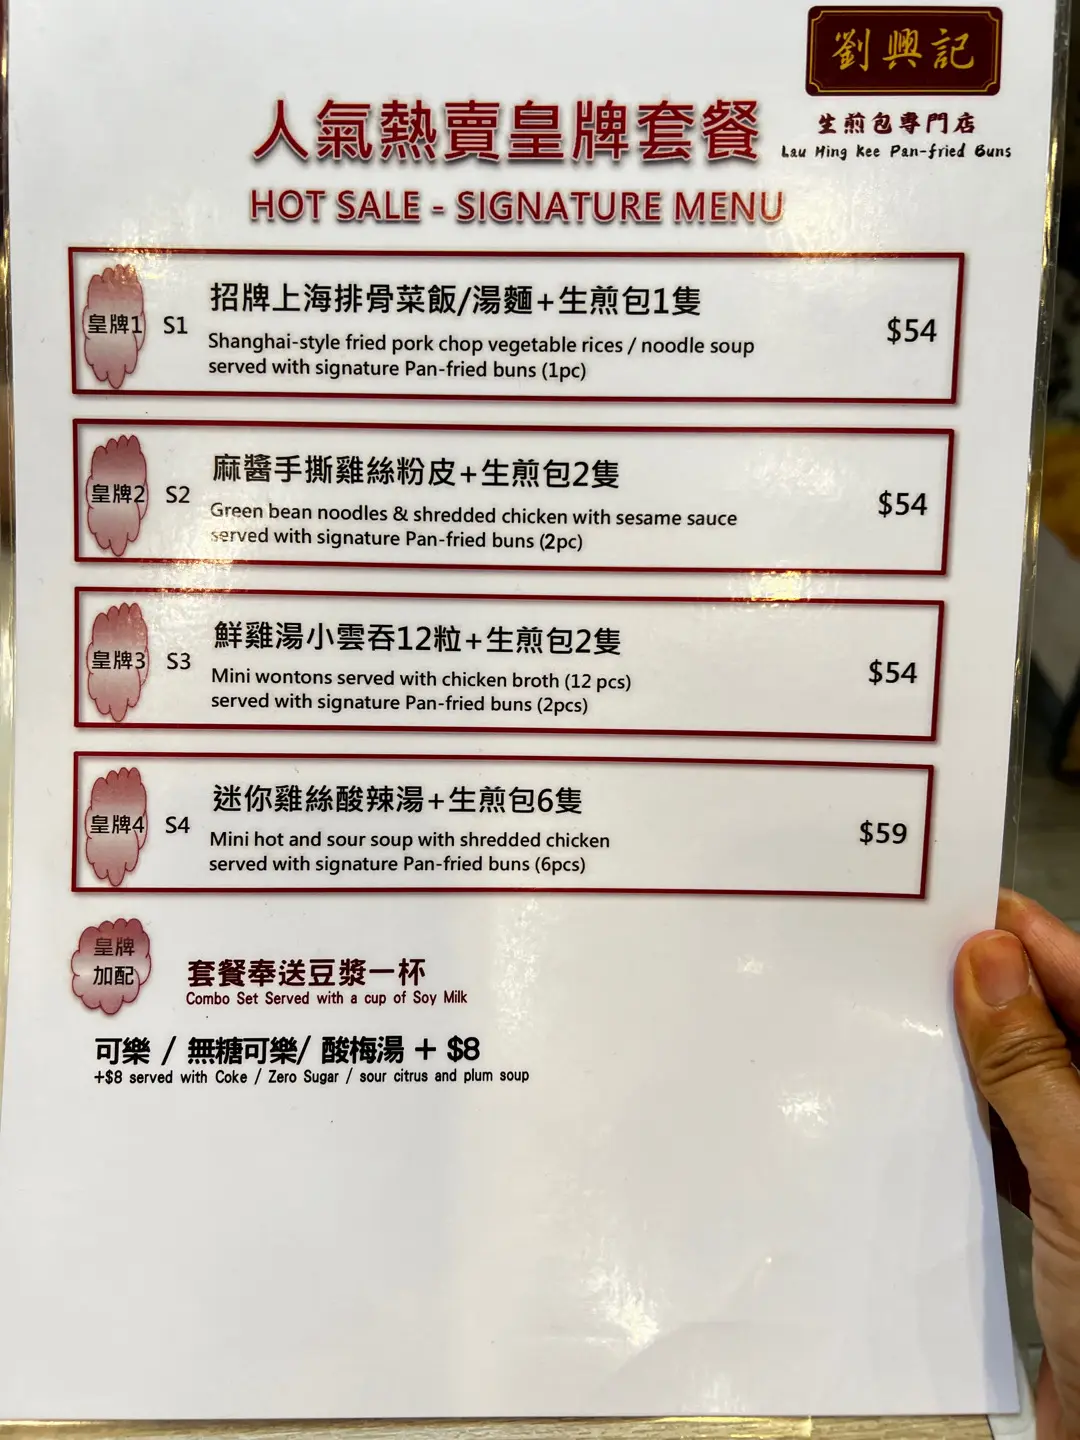 劉興記
生煎包專門店
Lau Hing Kee Pan-fried Buns
人氣熱賣皇牌套餐
HOT SALE - SIGNATURE MENU
皇牌1 S1 招牌上海排骨菜飯/湯麵+生煎包1隻
Shanghai-style fried pork chop vegetable rices / noodle soup
served with signature Pan-fried buns (1pc)
$54
皇牌2 S2 麻醬手撕雞絲粉皮+生煎包2隻
Green bean noodles & shredded chicken with sesame sauce
served with signature Pan-fried buns (2pc)
$54
皇牌3 S3 鮮雞湯小雲吞12粒+生煎包2隻
Mini wontons served with chicken broth (12 pcs)
served with signature Pan-fried buns (2pcs)
$54
皇牌4 S4 迷你雞絲酸辣湯+生煎包6隻
Mini hot and sour soup with shredded chicken
served with signature Pan-fried buns (6pcs)
$59
皇牌
加配
套餐奉送豆漿一杯
Combo Set Served with a cup of Soy Milk
可樂 / 無糖可樂/ 酸梅湯 + $8
+$8 served with Coke / Zero Sugar / sour citrus and plum soup